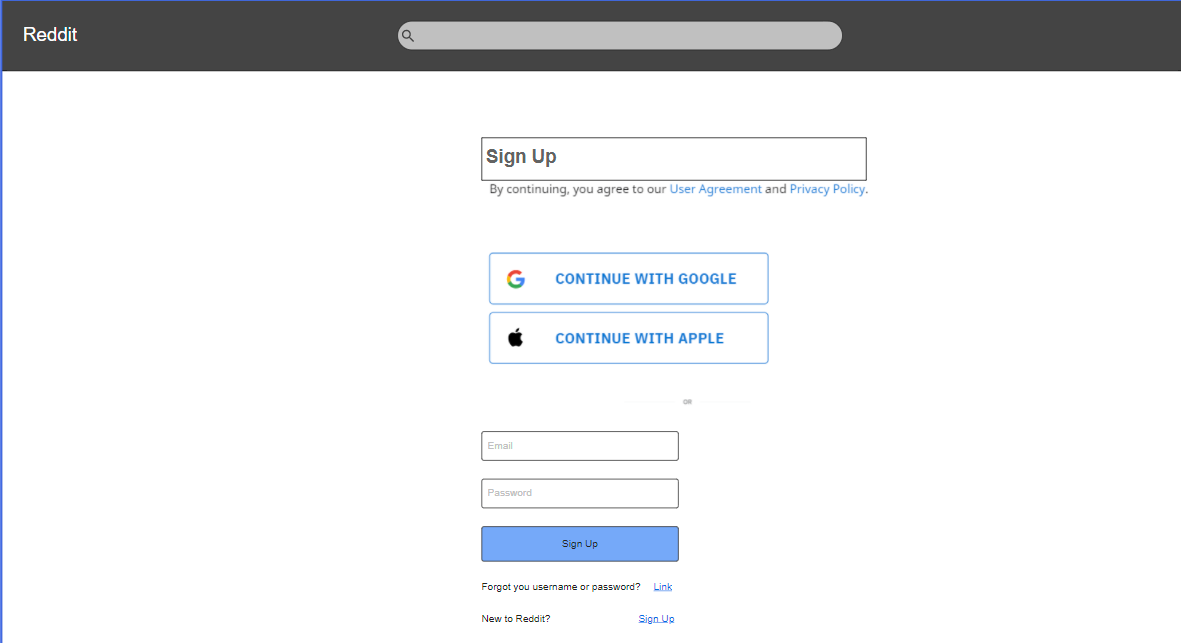 Reddit
Sign Up
By continuing, you agree to our User Agreement and Privacy Policy.
CONTINUE WITH GOOGLE
CONTINUE WITH APPLE
OR
Email
Password
Sign Up
Forgot you username or password? Link
New to Reddit? Sign Up